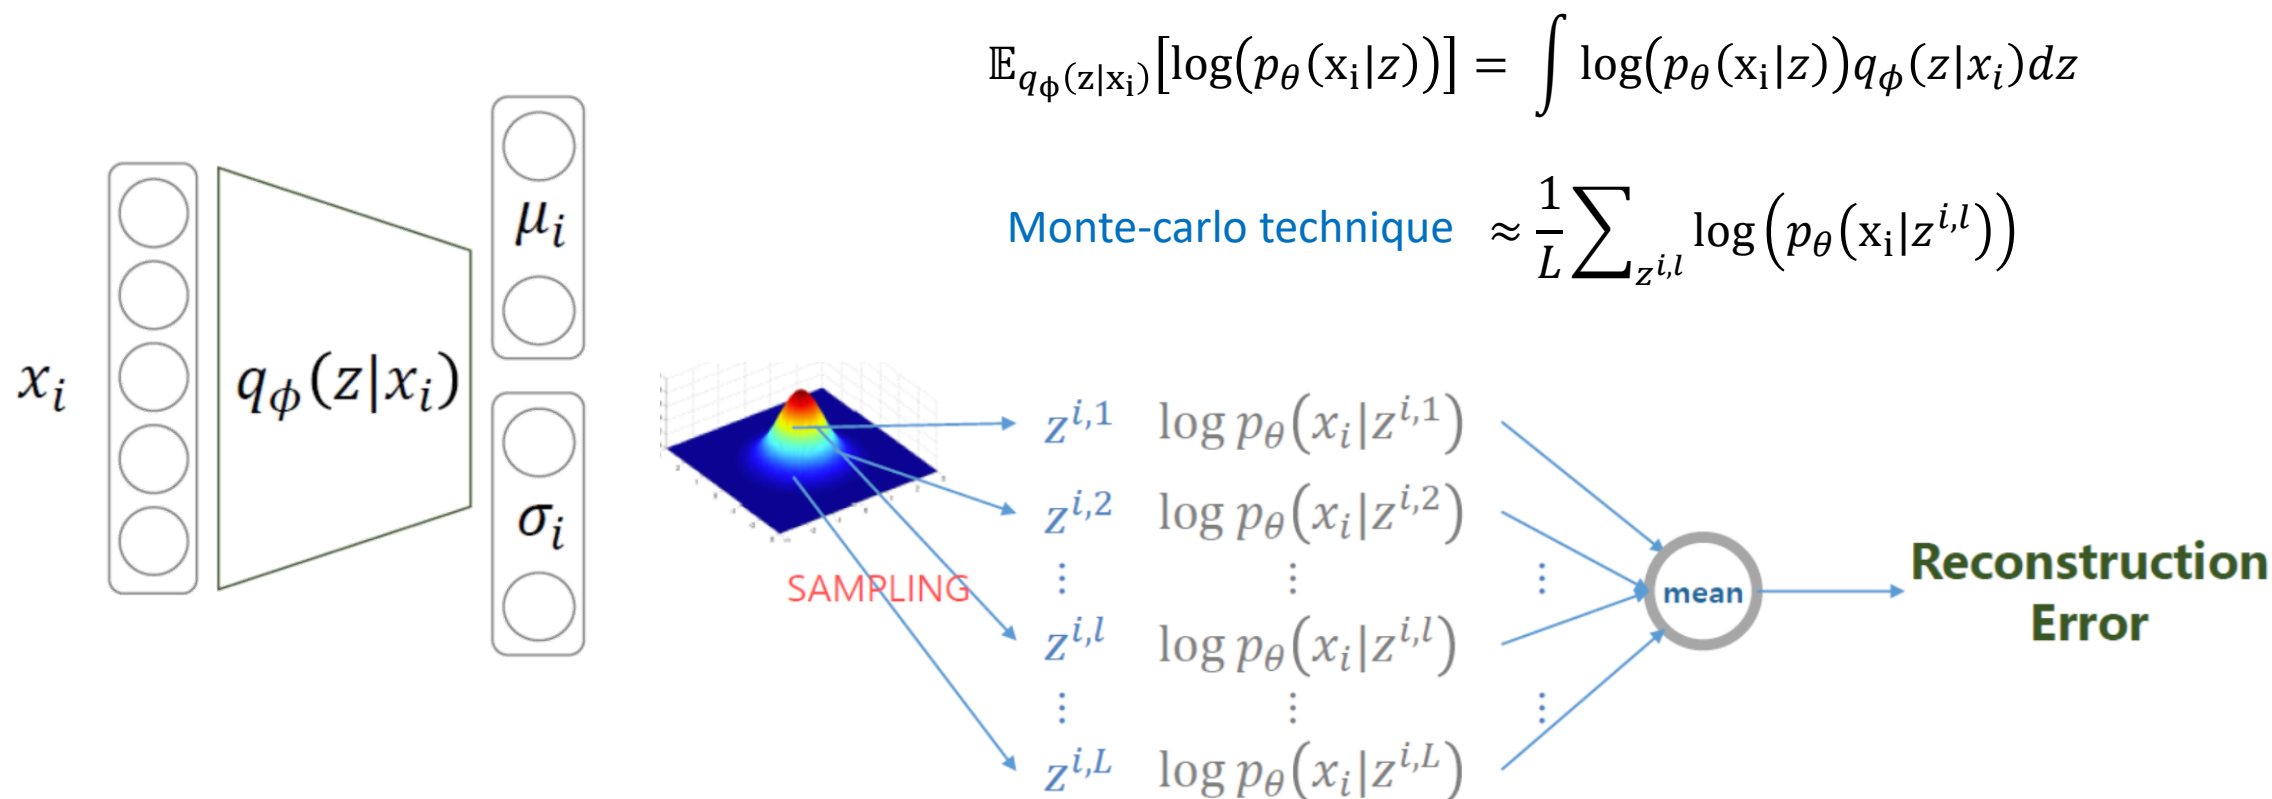 𝔼_{q_ϕ(z|x_i)}[log(p_θ(x_i|z))] = ∫ log(p_θ(x_i|z))q_ϕ(z|x_i)dz
Monte-carlo technique ≈ 1/L ∑_{z^{i,l}} log(p_θ(x_i|z^{i,l}))
x_i
q_ϕ(z|x_i)
μ_i
σ_i
SAMPLING
z^{i,1} log p_θ(x_i|z^{i,1})
z^{i,2} log p_θ(x_i|z^{i,2})
⋮ ⋮ ⋮
z^{i,l} log p_θ(x_i|z^{i,l})
⋮ ⋮ ⋮
z^{i,L} log p_θ(x_i|z^{i,L})
mean
Reconstruction
Error